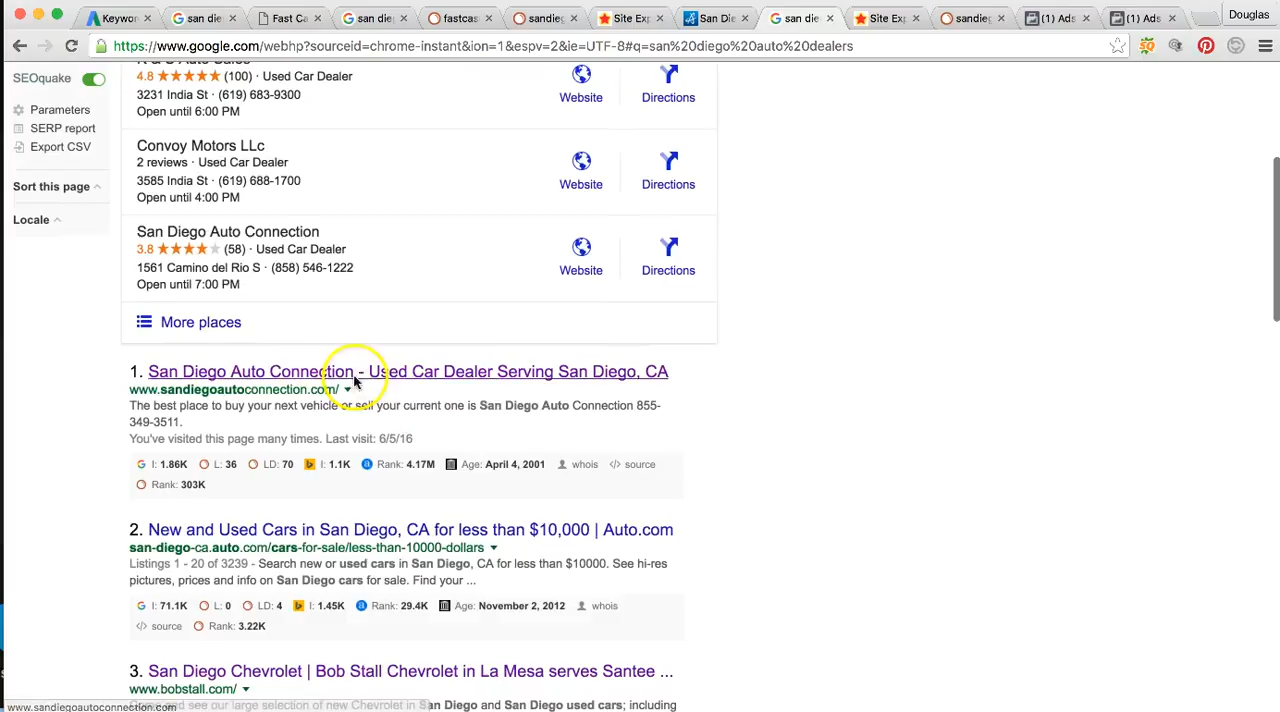 Keywor
san die
Fast Ca
san die
fastcas
sandieg
Site Exp
San Die
san die
Site Exp
sandieg
(1) Ads
(1) Ads
Douglas
https://www.google.com/webhp?sourceid=chrome-instant&ion=1&espv=2&ie=UTF-8#q=san%20diego%20auto%20dealers
SEOquake
Parameters
SERP report
Export CSV
Sort this page
Locale
4.8 (100) · Used Car Dealer
3231 India St · (619) 683-9300
Open until 6:00 PM
Website
Directions
Convoy Motors LLc
2 reviews · Used Car Dealer
3585 India St · (619) 688-1700
Open until 4:00 PM
Website
Directions
San Diego Auto Connection
3.8 (58) · Used Car Dealer
1561 Camino del Rio S · (858) 546-1222
Open until 7:00 PM
Website
Directions
More places
1. San Diego Auto Connection - Used Car Dealer Serving San Diego, CA
www.sandiegoautoconnection.com/
The best place to buy your next vehicle or sell your current one is San Diego Auto Connection 855-
349-3511.
You've visited this page many times. Last visit: 6/5/16
I: 1.86K L: 36 LD: 70 I: 1.1K Rank: 4.17M Age: April 4, 2001 whois </> source
Rank: 303K
2. New and Used Cars in San Diego, CA for less than $10,000 | Auto.com
san-diego-ca.auto.com/cars-for-sale/less-than-10000-dollars
Listings 1 - 20 of 3239 - Search new or used cars in San Diego, CA for less than $10000. See hi-res
pictures, prices and info on San Diego cars for sale. Find your ...
I: 71.1K L: 0 LD: 4 I: 1.45K Rank: 29.4K Age: November 2, 2012 whois
</> source Rank: 3.22K
3. San Diego Chevrolet | Bob Stall Chevrolet in La Mesa serves Santee ...
www.bobstall.com/
and see our large selection of new Chevrolet in San Diego and San Diego used cars; including
www.sandiegoautoconnection.com